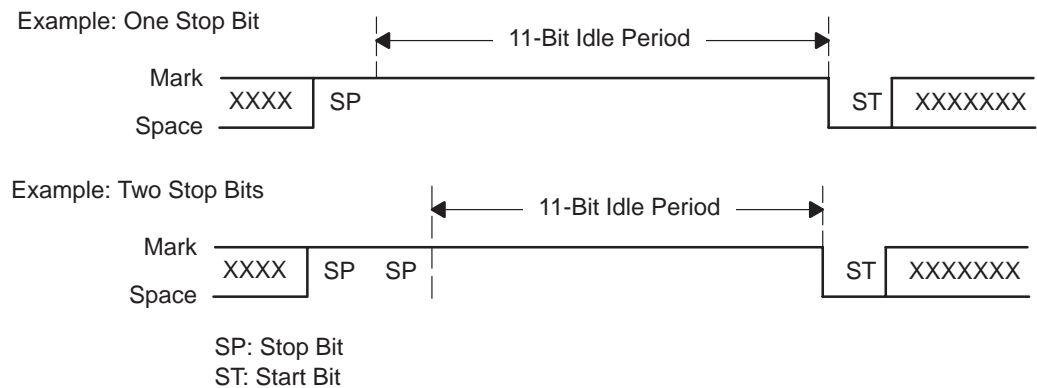 Example: One Stop Bit
11-Bit Idle Period
Mark
XXXX SP ST XXXXXXX
Space
Example: Two Stop Bits
11-Bit Idle Period
Mark
XXXX SP SP ST XXXXXXX
Space
SP: Stop Bit
ST: Start Bit